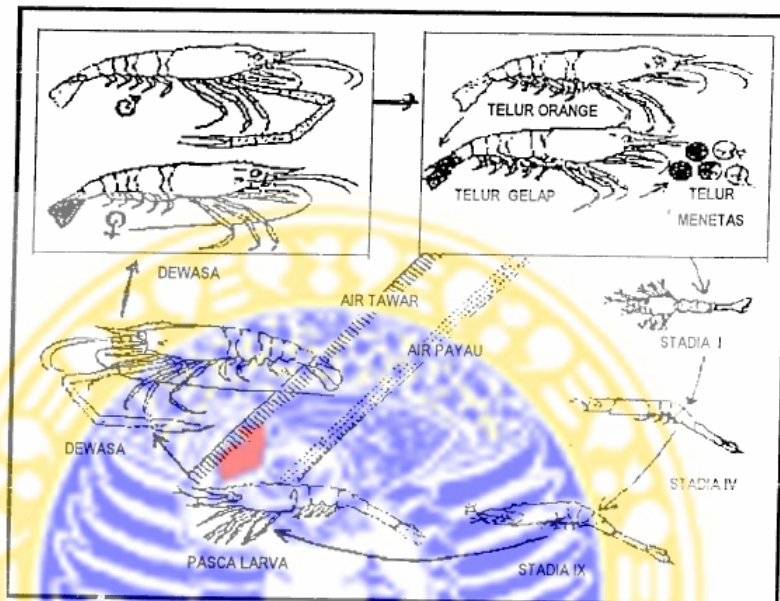 TELUR ORANGE
TELUR GELAP
TELUR
MENETAS
DEWASA
AIR TAWAR
AIR PAYAU
STADIA I
DEWASA
STADIA IV
PASCA LARVA
STADIA IX